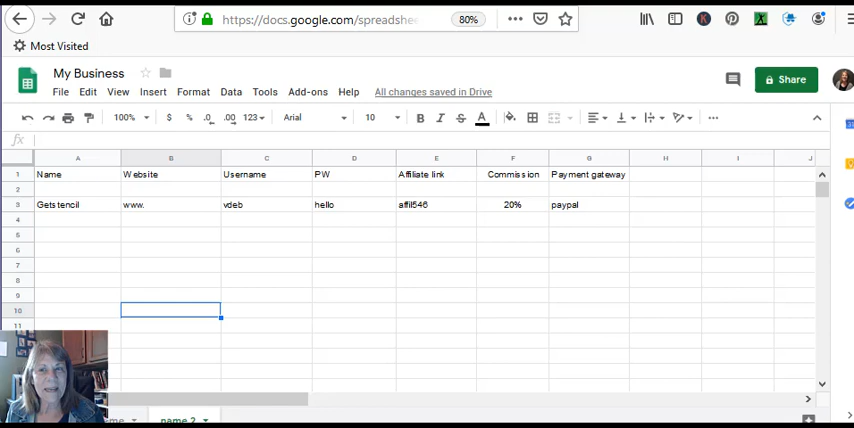 https://docs.google.com/spreadshee
80%
Most Visited
My Business
File Edit View Insert Format Data Tools Add-ons Help All changes saved in Drive
Share
100% $ % .0 .00 123 Arial 10 B I S A
fx
A B C D E F G H I J
1 Name Website Username PW Affiliate link Commission Payment gateway
2
3 Getstencil www. vdeb hello affil546 20% paypal
4
5
6
7
8
9
10
11
name 2